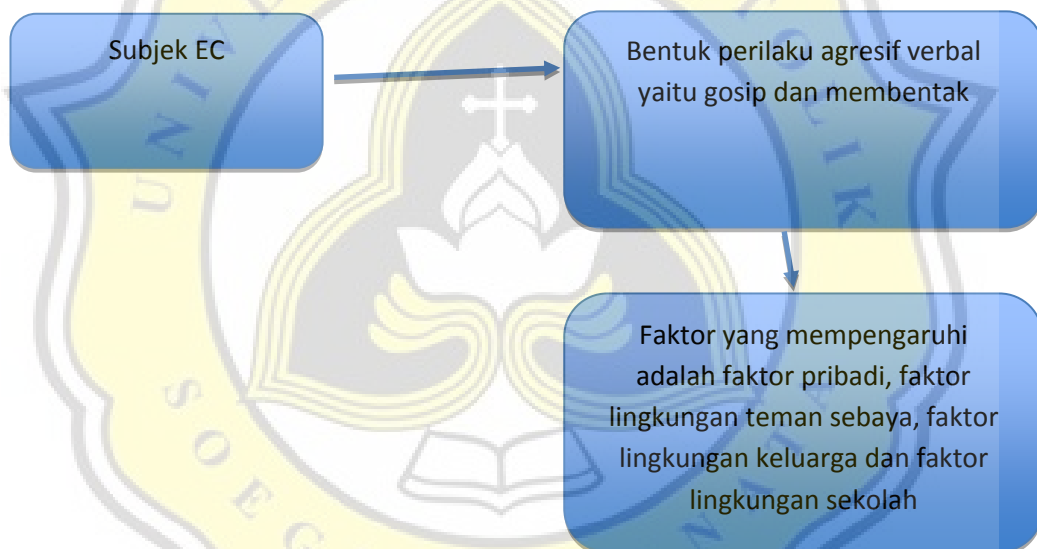 Subjek EC
Bentuk perilaku agresif verbal
yaitu gosip dan membentak
Faktor yang mempengaruhi
adalah faktor pribadi, faktor
lingkungan teman sebaya, faktor
lingkungan keluarga dan faktor
lingkungan sekolah